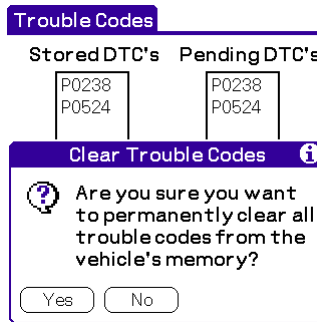 Trouble Codes
Stored DTC's Pending DTC's
P0238 P0238
P0524 P0524
Clear Trouble Codes i
Are you sure you want
to permanently clear all
trouble codes from the
vehicle's memory?
Yes No